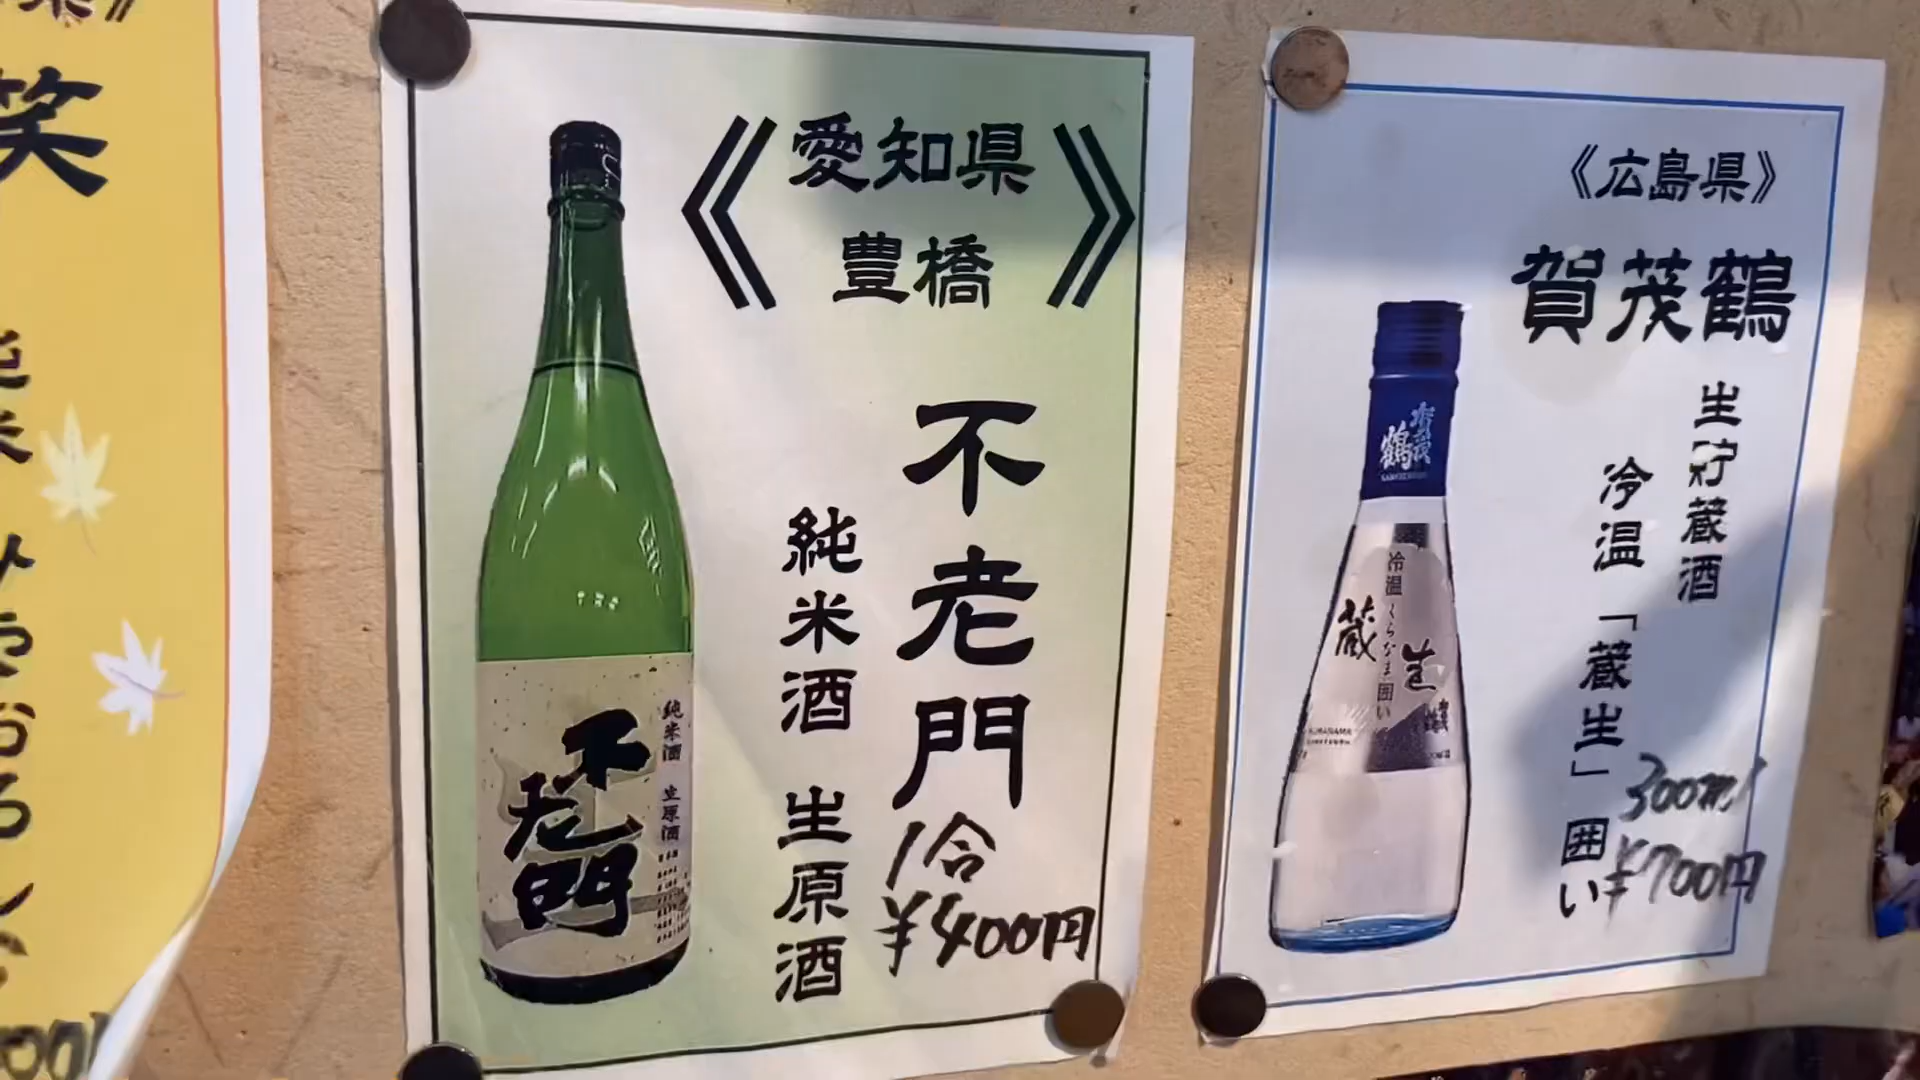 笑
《愛知県
豊橋》
不老門
純米酒 生原酒
1合
¥400円
不老門
純米酒 生原酒
《広島県》
賀茂鶴
生貯蔵酒
冷温「蔵生」囲い
300ml
¥700円
賀茂鶴
冷温
くらなま囲い
蔵生